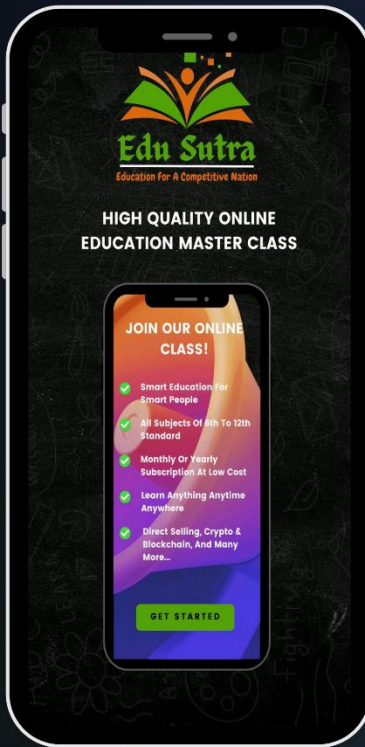 Edu Sutra
Education For A Competitive Nation
HIGH QUALITY ONLINE
EDUCATION MASTER CLASS
JOIN OUR ONLINE
CLASS!
Smart Education For
Smart People
All Subjects Of 6th To 12th
Standard
Monthly Or Yearly
Subscription At Low Cost
Learn Anything Anytime
Anywhere
Direct Selling, Crypto &
Blockchain, And Many
More...
GET STARTED
Fighting